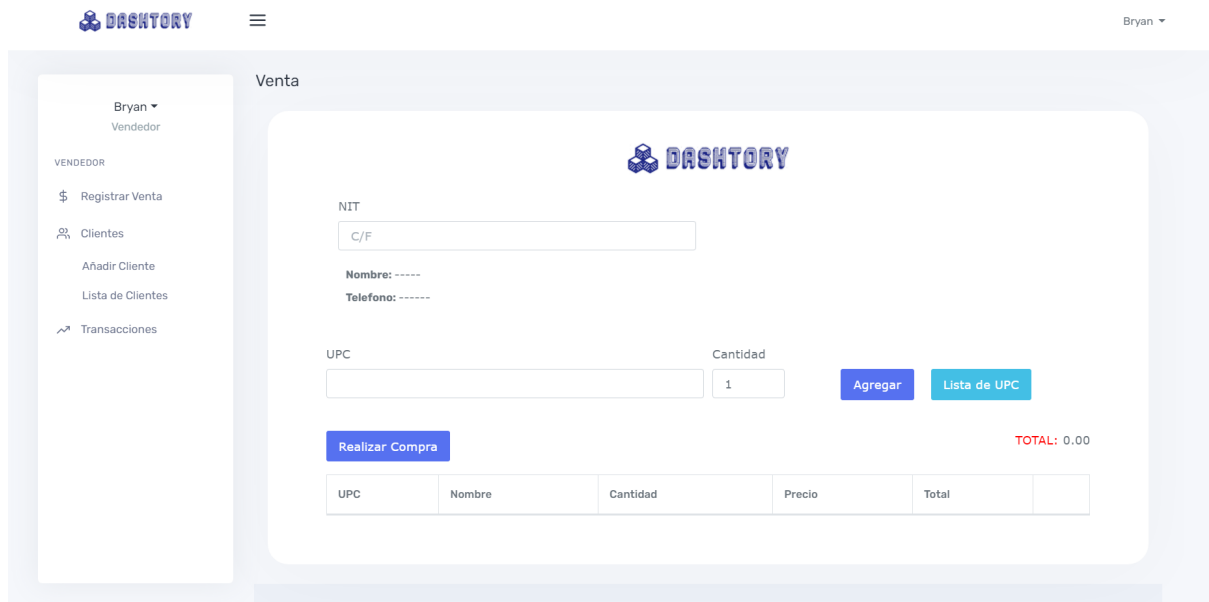 DASHTORY
Bryan
Bryan
Vendedor
VENDEDOR
Registrar Venta
Clientes
Añadir Cliente
Lista de Clientes
Transacciones
Venta
DASHTORY
NIT
C/F
Nombre: -----
Telefono: ------
UPC Cantidad
1 Agregar Lista de UPC
Realizar Compra TOTAL: 0.00
UPC Nombre Cantidad Precio Total